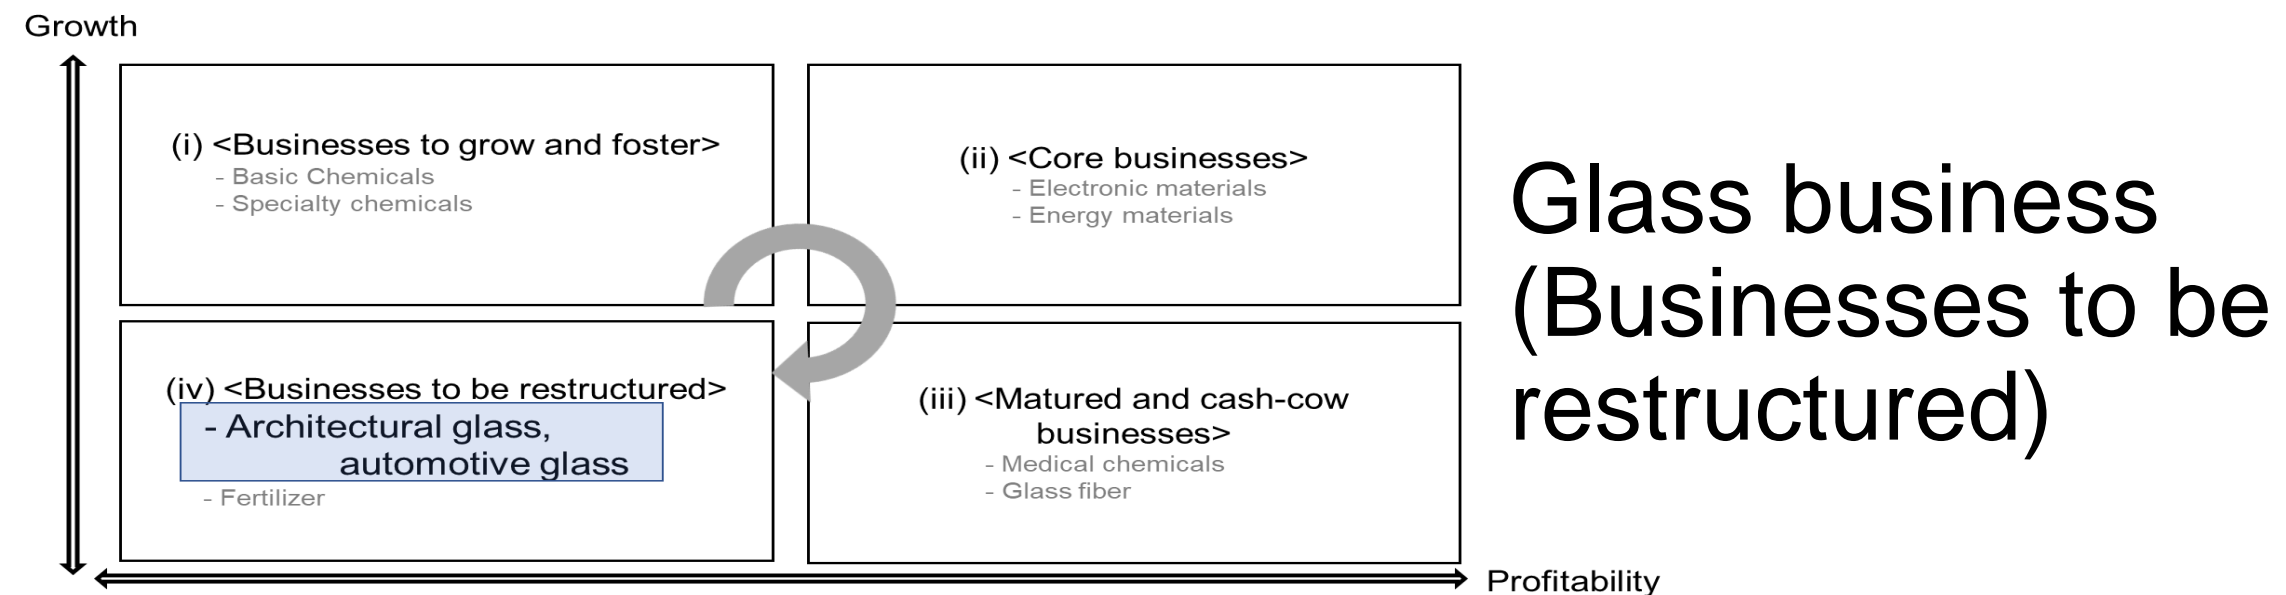 Growth
(i) <Businesses to grow and foster>
- Basic Chemicals
- Specialty chemicals
(ii) <Core businesses>
- Electronic materials
- Energy materials
(iv) <Businesses to be restructured>
- Architectural glass,
automotive glass
- Fertilizer
(iii) <Matured and cash-cow
businesses>
- Medical chemicals
- Glass fiber
Profitability
Glass business
(Businesses to be
restructured)